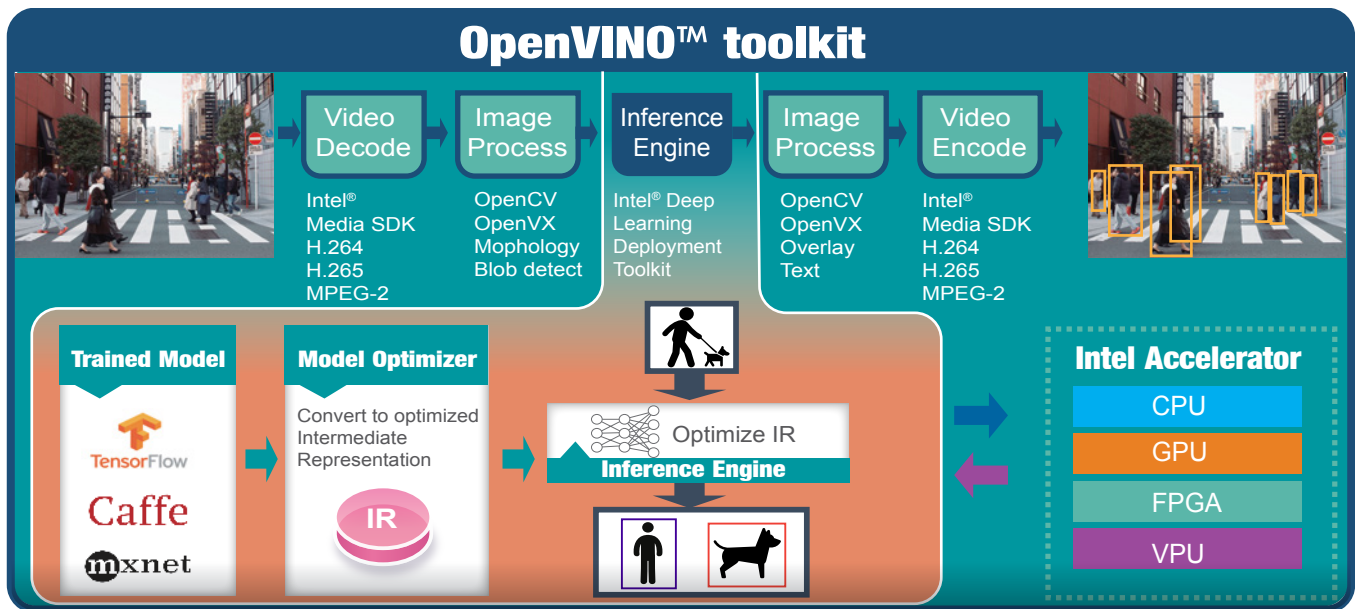 OpenVINO™ toolkit
Video
Decode
Intel®
Media SDK
H.264
H.265
MPEG-2
Image
Process
OpenCV
OpenVX
Mophology
Blob detect
Inference
Engine
Intel® Deep
Learning
Deployment
Toolkit
Image
Process
OpenCV
OpenVX
Overlay
Text
Video
Encode
Intel®
Media SDK
H.264
H.265
MPEG-2
Trained Model
TensorFlow
Caffe
mxnet
Model Optimizer
Convert to optimized
Intermediate
Representation
IR
Optimize IR
Inference Engine
Intel Accelerator
CPU
GPU
FPGA
VPU